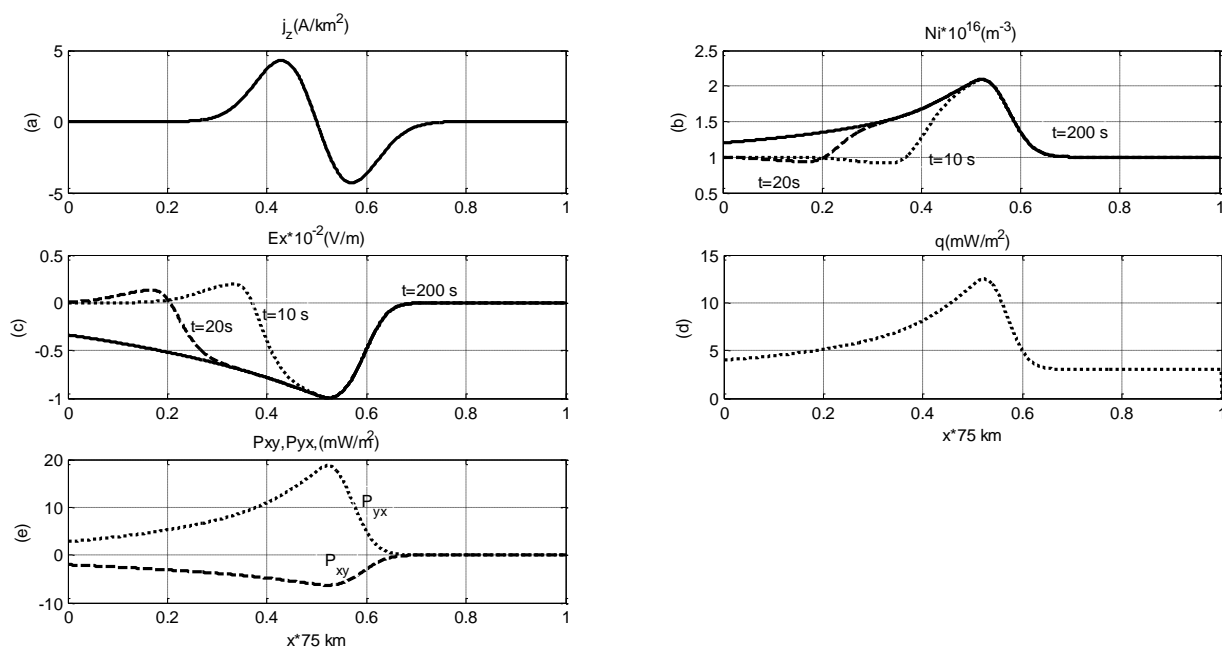 j_z(A/km^2)
5
0
-5
(a)
0 0.2 0.4 0.6 0.8 1
Ni*10^16(m^-3)
2.5
2
1.5
1
0.5
(b)
t=200 s
t=10 s
t=20s
0 0.2 0.4 0.6 0.8 1
Ex*10^-2(V/m)
0.5
0
-0.5
-1
(c)
t=200 s
t=10 s
t=20s
0 0.2 0.4 0.6 0.8 1
q(mW/m^2)
15
10
5
0
(d)
0 0.2 0.4 0.6 0.8 1
x*75 km
Pxy,Pyx,(mW/m^2)
20
10
0
-10
(e)
P_yx
P_xy
0 0.2 0.4 0.6 0.8 1
x*75 km